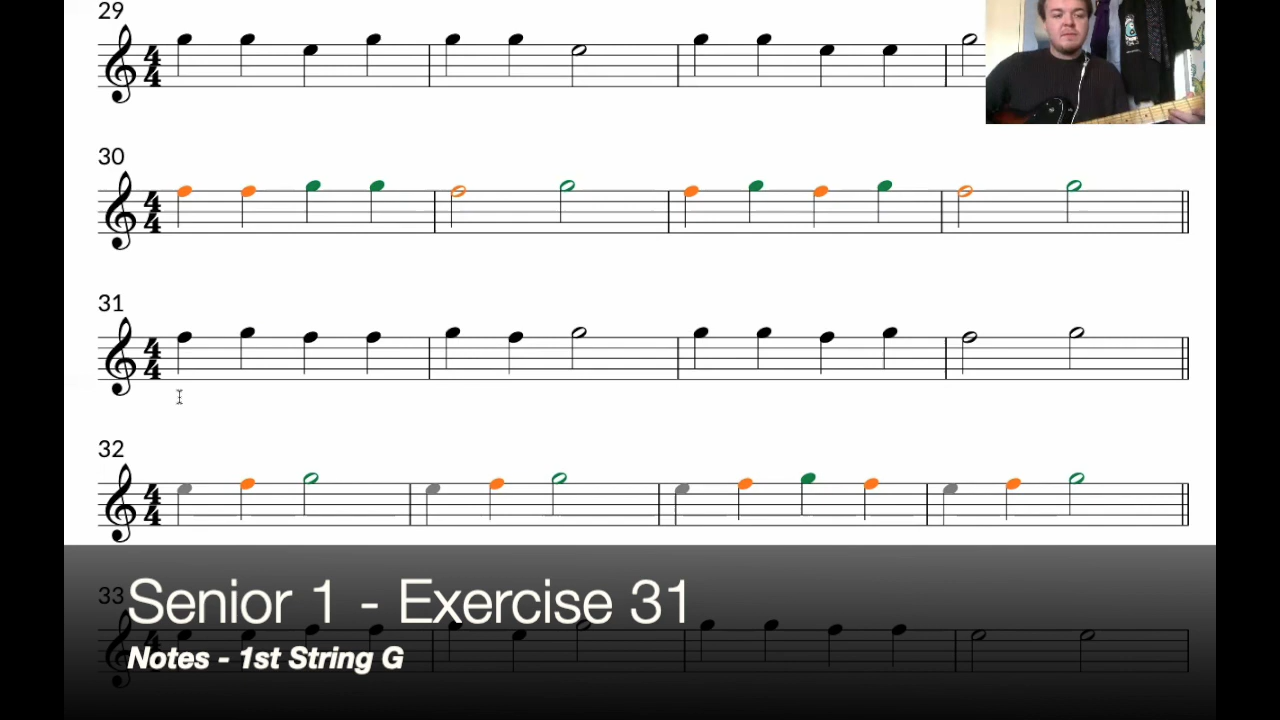 29
30
31
32
33
Senior 1 - Exercise 31
Notes - 1st String G